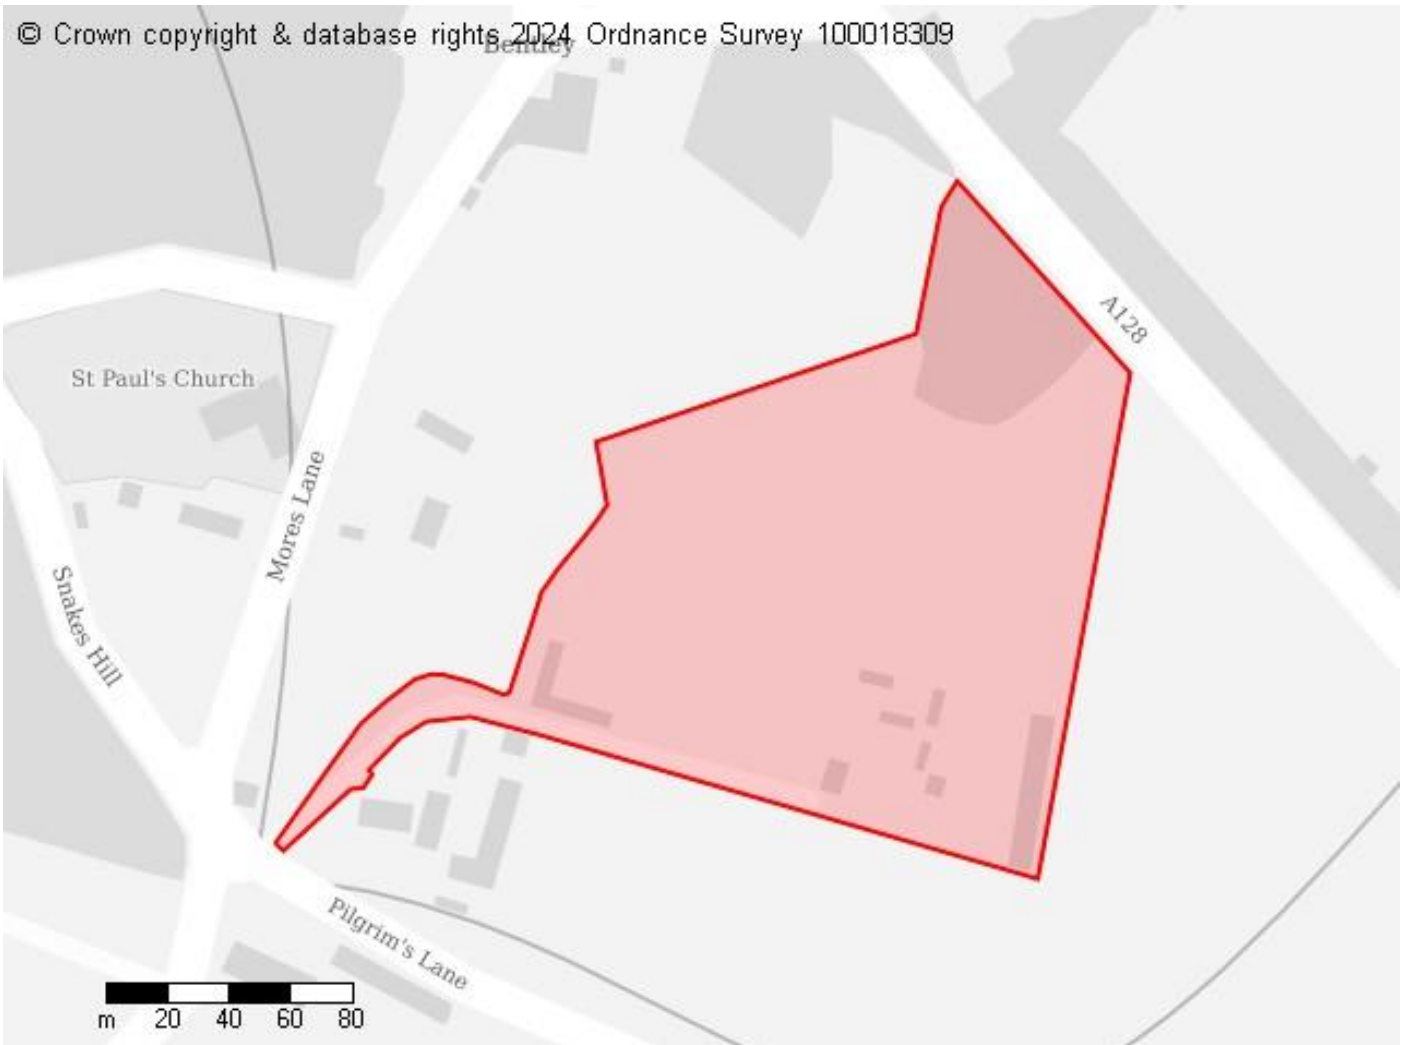 © Crown copyright & database rights 2024 Ordnance Survey 100018309
Bentley
A128
St Paul's Church
Mores Lane
Snakes Hill
Pilgrim's Lane
m 20 40 60 80